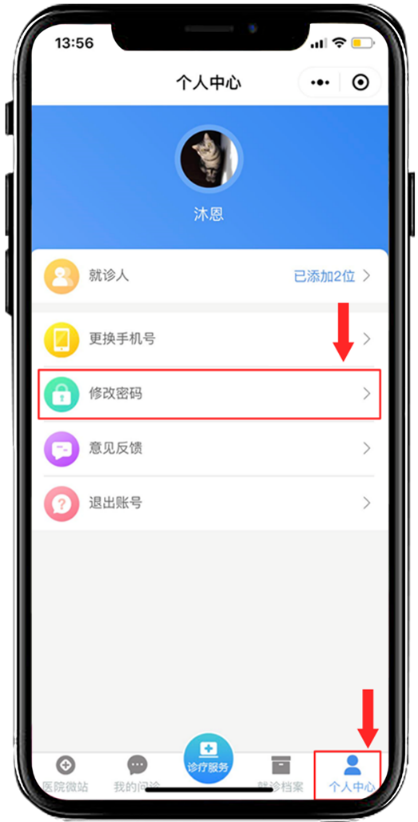 13:56
个人中心
沐恩
就诊人 已添加2位
更换手机号
修改密码
意见反馈
退出账号
医院微站 我的问诊 诊疗服务 就诊档案 个人中心